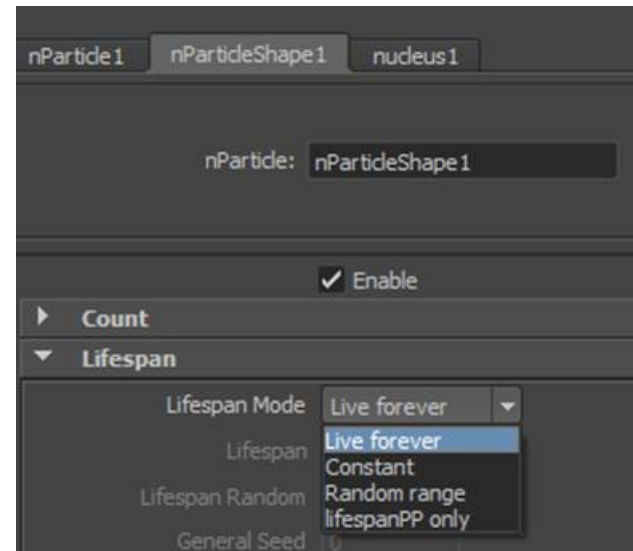 nParticle1 nParticleShape1 nucleus1
nParticle: nParticleShape1
Enable
Count
Lifespan
Lifespan Mode Live forever
Lifespan Live forever
Constant
Lifespan Random Random range
lifespanPP only
General Seed 0